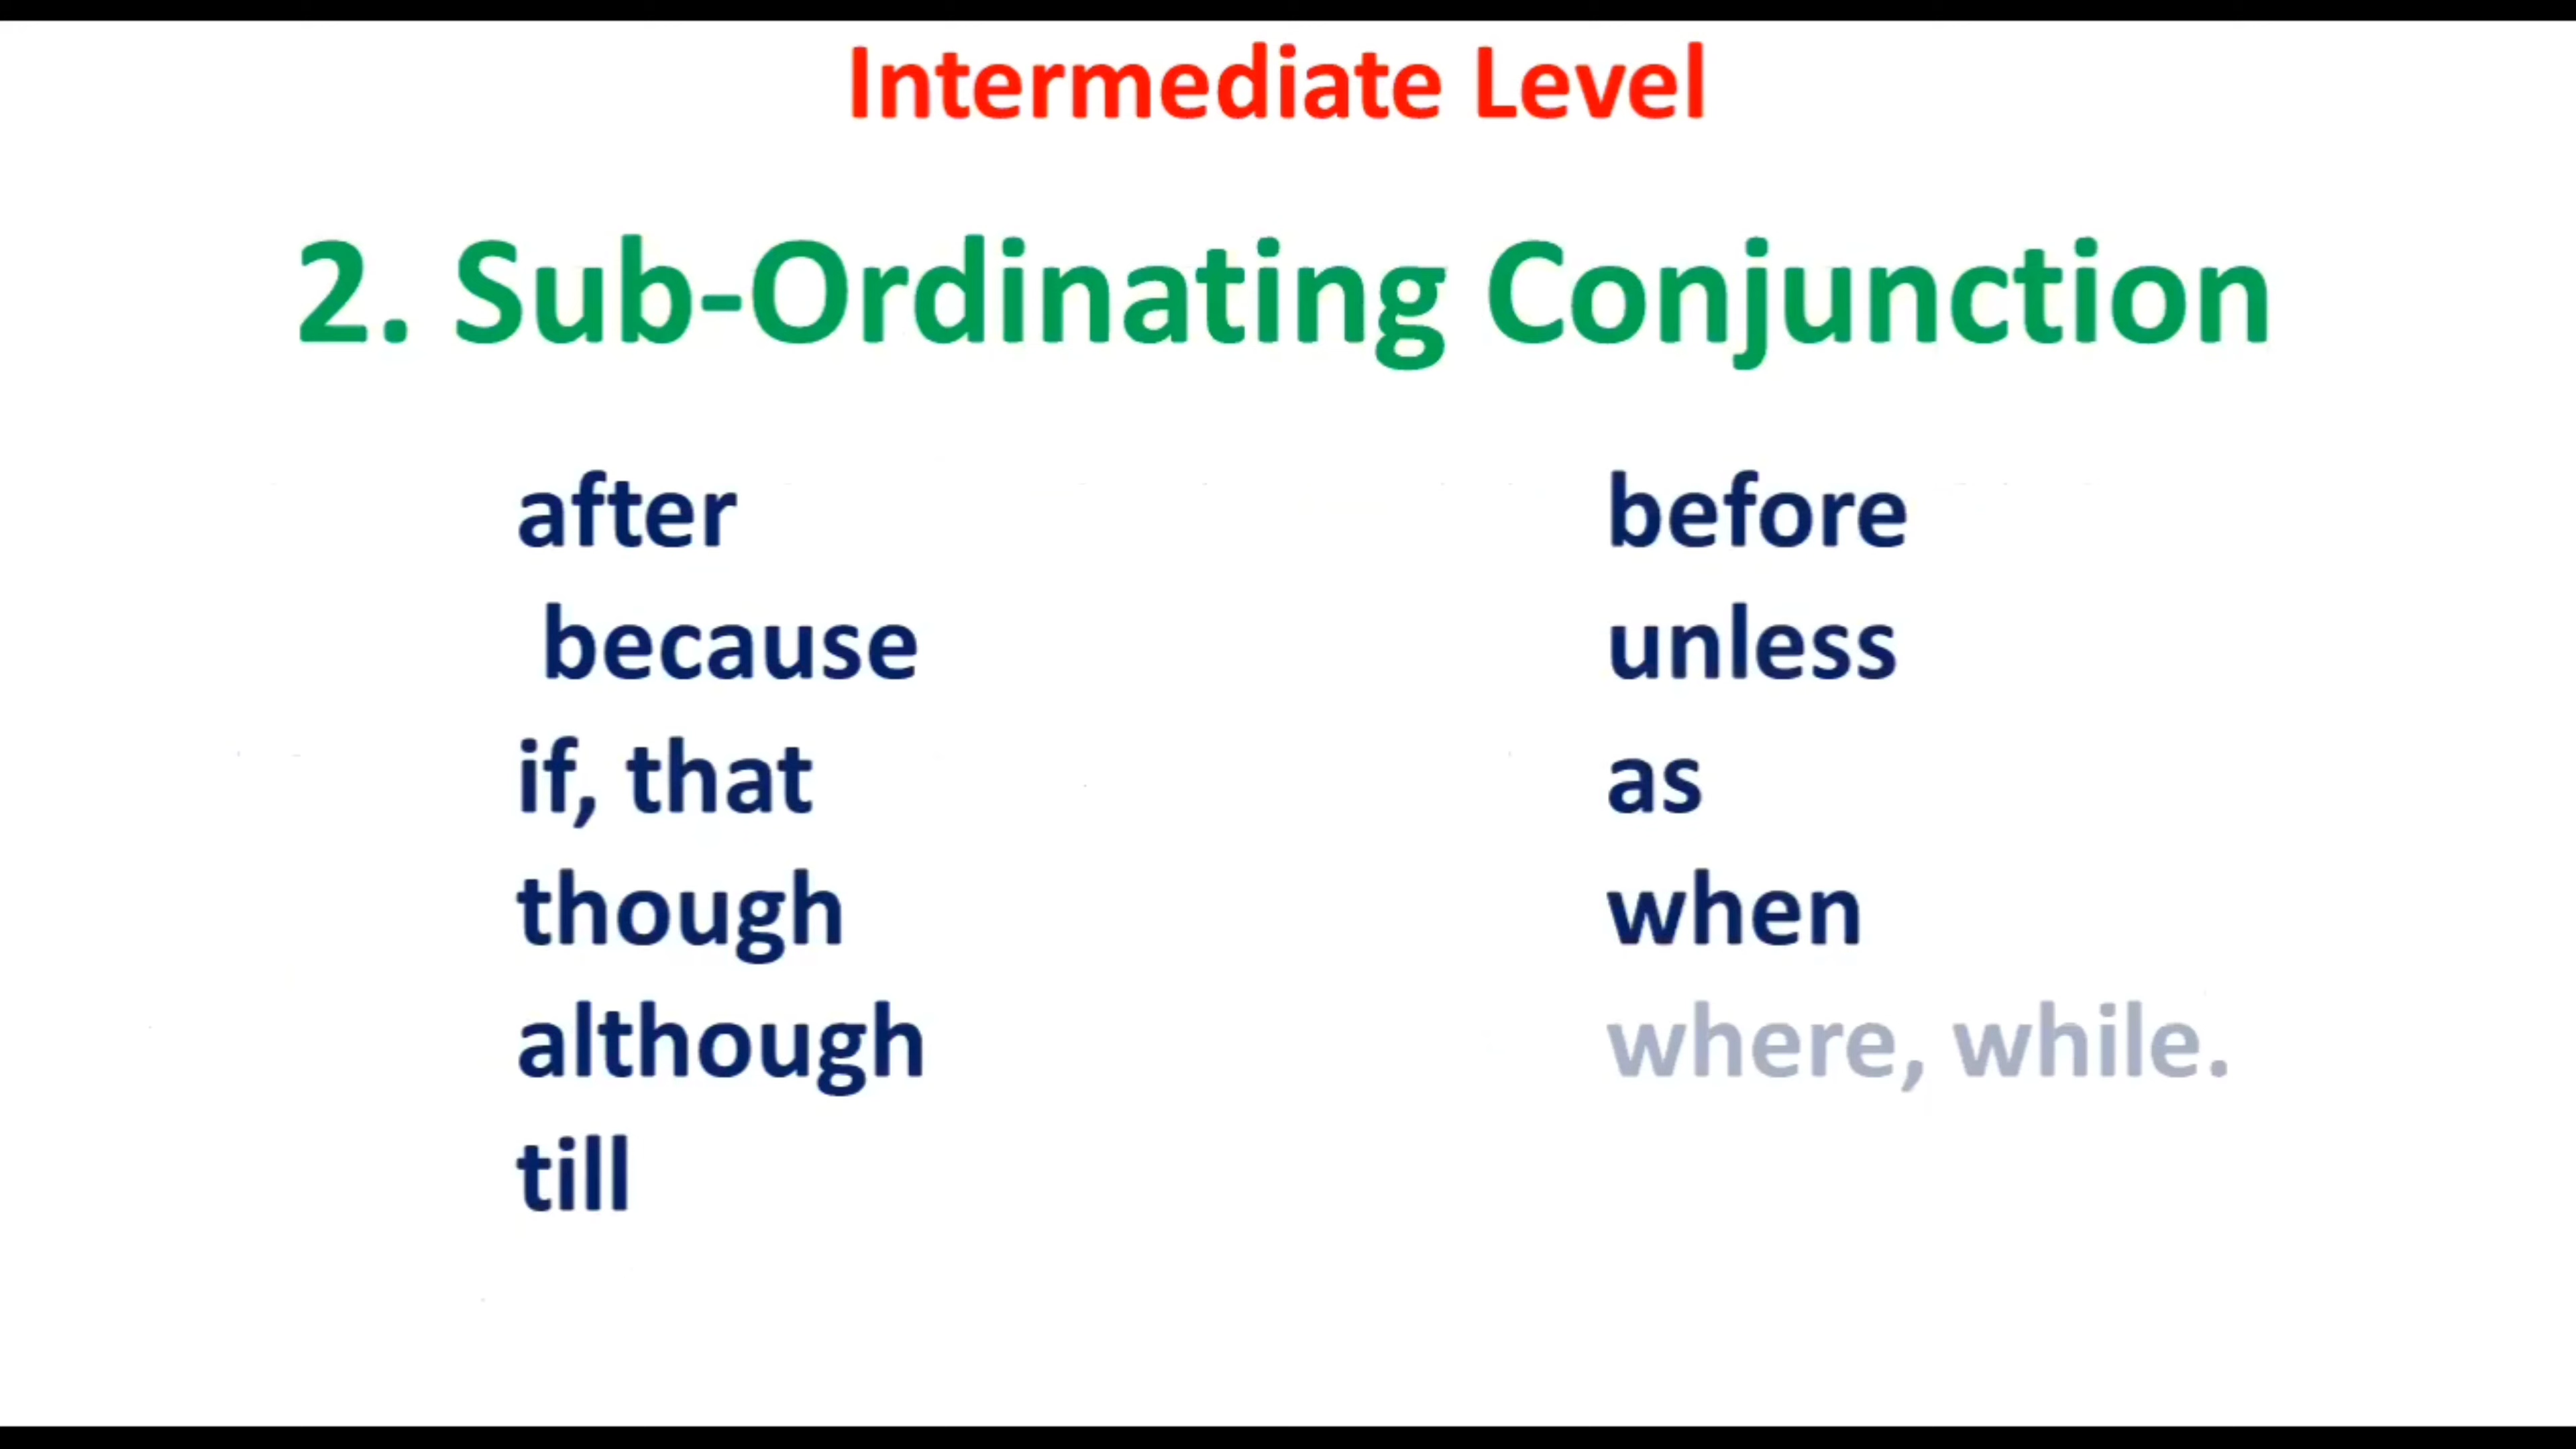 Intermediate Level
2. Sub-Ordinating Conjunction
after
because
if, that
though
although
till
before
unless
as
when
where, while.